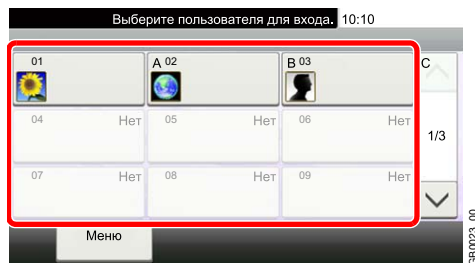 Выберите пользователя для входа. 10:10
01 A 02 B 03 C
04 Нет 05 Нет 06 Нет
1/3
07 Нет 08 Нет 09 Нет
Меню
GB0023_00